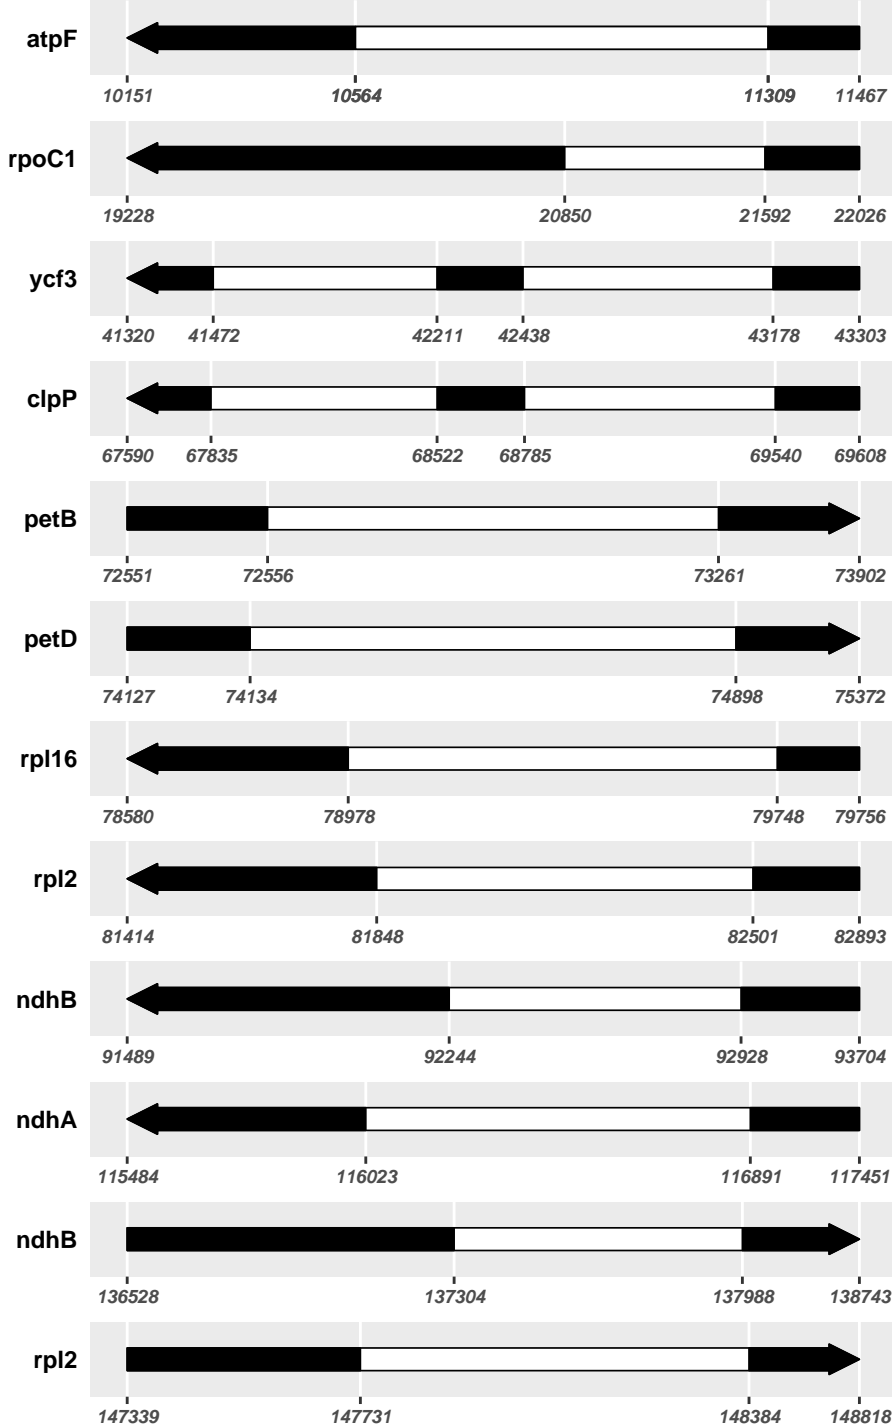 atpF
10151 10564 11309 11467
rpoC1
19228 20850 21592 22026
ycf3
41320 41472 42211 42438 43178 43303
clpP
67590 67835 68522 68785 69540 69608
petB
72551 72556 73261 73902
petD
74127 74134 74898 75372
rpl16
78580 78978 79748 79756
rpl2
81414 81848 82501 82893
ndhB
91489 92244 92928 93704
ndhA
115484 116023 116891 117451
ndhB
136528 137304 137988 138743
rpl2
147339 147731 148384 148818